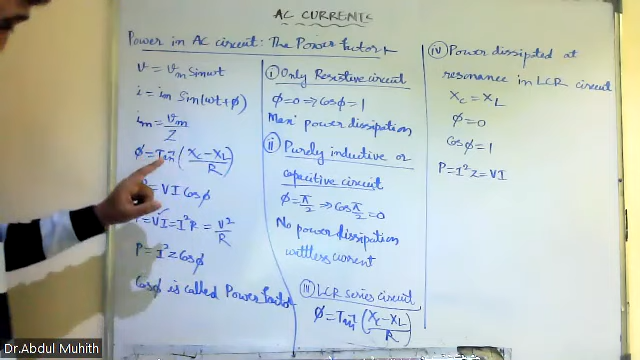 AC CURRENTS
Power in AC circuit: The Power factor
V = Vm Sinωt
i = im Sin(ωt + φ)
im = Vm/Z
φ = Tan⁻¹ (Xc - XL / R)
= VI Cosφ
P = VI = I²R = V²/R
P = I² Z Cosφ
Cosφ is called Power factor
(i) Only Resistive circuit
φ = 0 ⇒ Cosφ = 1
Max power dissipation
(ii) Purely inductive or
capacitive circuit
φ = π/2 ⇒ Cos π/2 = 0
No power dissipation
wattless current
(iii) LCR Series circuit
φ = Tan⁻¹ (Xc - XL / R)
(iv) Power dissipated at
resonance in LCR circuit
Xc = XL
φ = 0
Cosφ = 1
P = I² Z = VI
Dr.Abdul Muhith